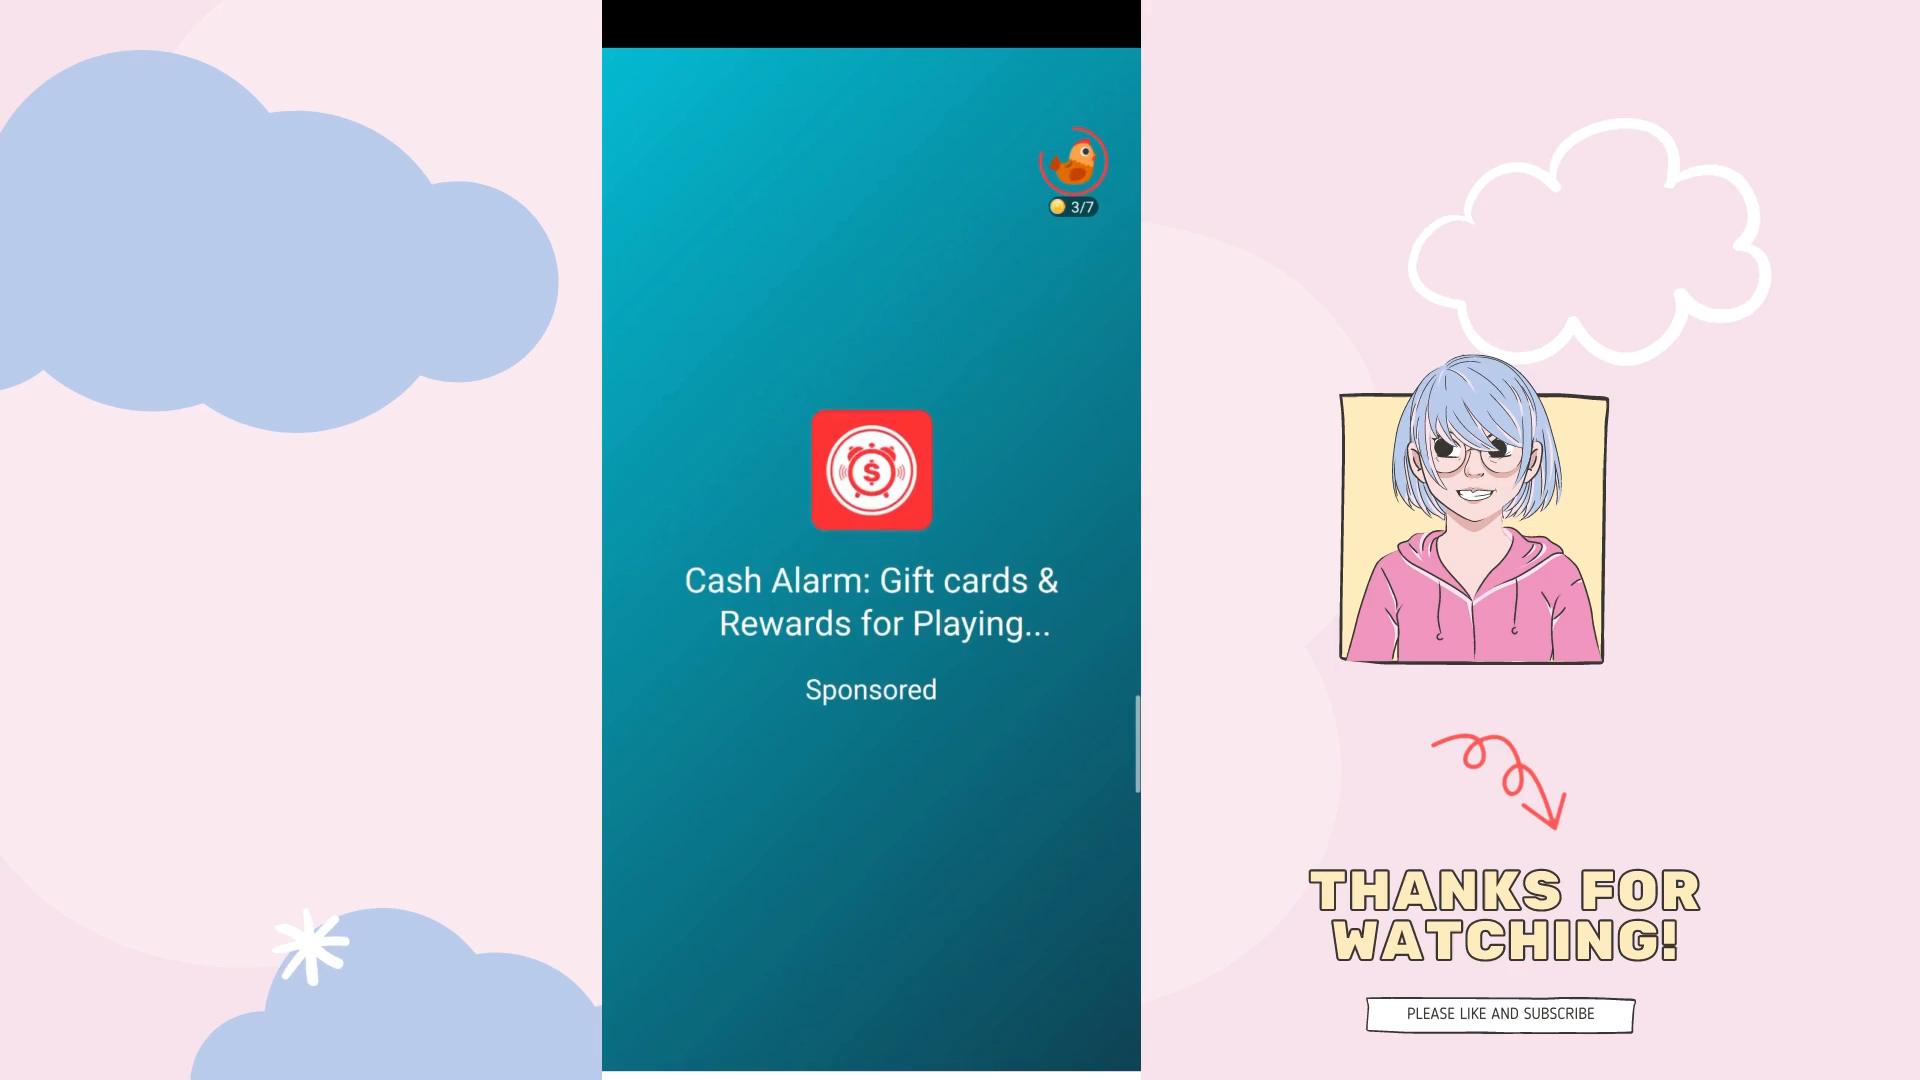 3/7
$
Cash Alarm: Gift cards &
Rewards for Playing...
Sponsored
THANKS FOR
WATCHING!
PLEASE LIKE AND SUBSCRIBE